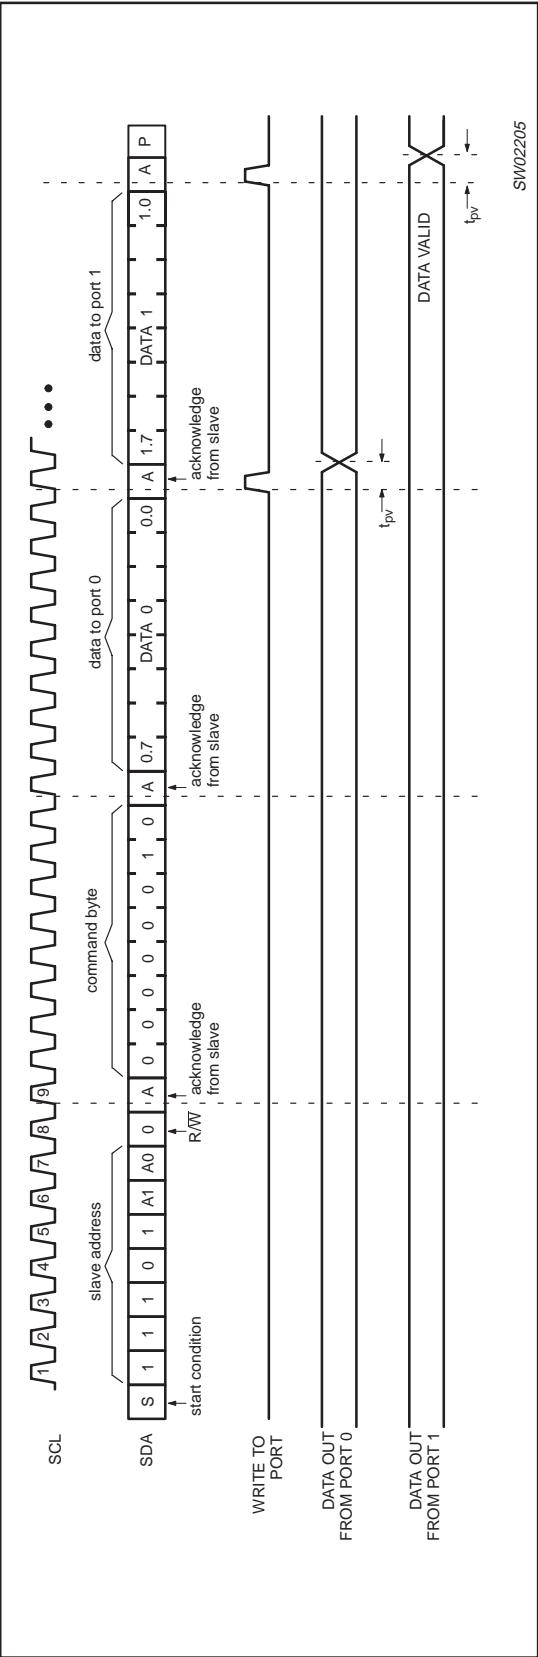 SCL
1 2 3 4 5 6 7 8 9
slave address
command byte
data to port 0
data to port 1
SDA
S 1 1 1 0 1 A1 A0 0 A 0 0 0 0 0 0 1 0 A 0.7 DATA 0 0.0 A 1.7 DATA 1 1.0 A P
start condition
R/W̅
acknowledge
from slave
acknowledge
from slave
acknowledge
from slave
WRITE TO
PORT
DATA OUT
FROM PORT 0
tpv
DATA OUT
FROM PORT 1
DATA VALID
tpv
SW02205